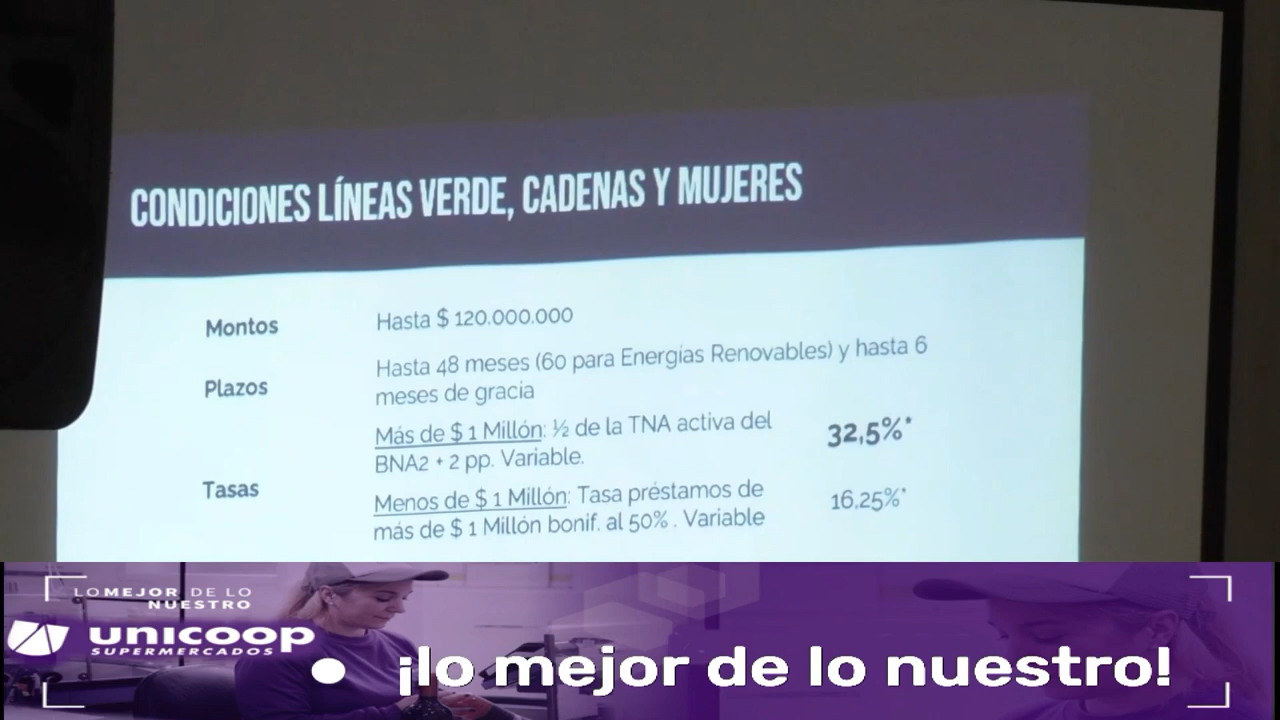 CONDICIONES LÍNEAS VERDE, CADENAS Y MUJERES
Montos
Hasta $ 120.000.000
Plazos
Hasta 48 meses (60 para Energías Renovables) y hasta 6
meses de gracia
Tasas
Más de $ 1 Millón: ½ de la TNA activa del
BNA2 + 2 pp. Variable.
32,5%*
Menos de $ 1 Millón: Tasa préstamos de
más de $ 1 Millón bonif. al 50% . Variable
16,25%*
LO MEJOR DE LO
NUESTRO
unicoop
SUPERMERCADOS
¡lo mejor de lo nuestro!